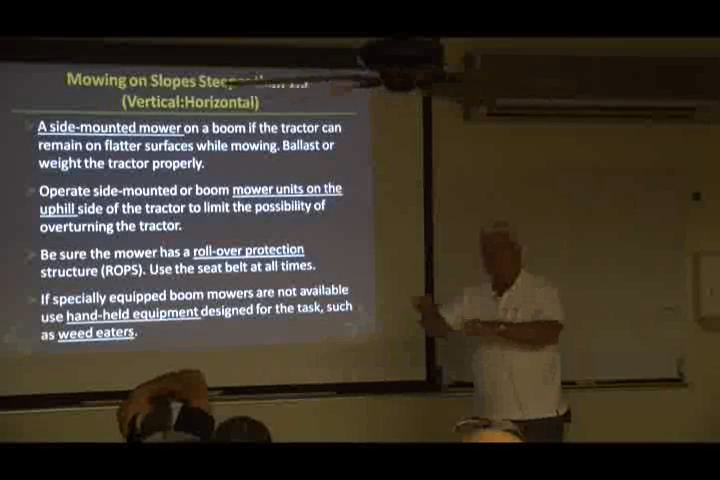 Mowing on Slopes
(Vertical:Horizontal)
A side-mounted mower on a boom if the tractor can
remain on flatter surfaces while mowing. Ballast or
weight the tractor properly.
Operate side-mounted or boom mower units on the
uphill side of the tractor to limit the possibility of
overturning the tractor.
Be sure the mower has a roll-over protection
structure (ROPS). Use the seat belt at all times.
If specially equipped boom mowers are not available
use hand-held equipment designed for the task, such
as weed eaters.